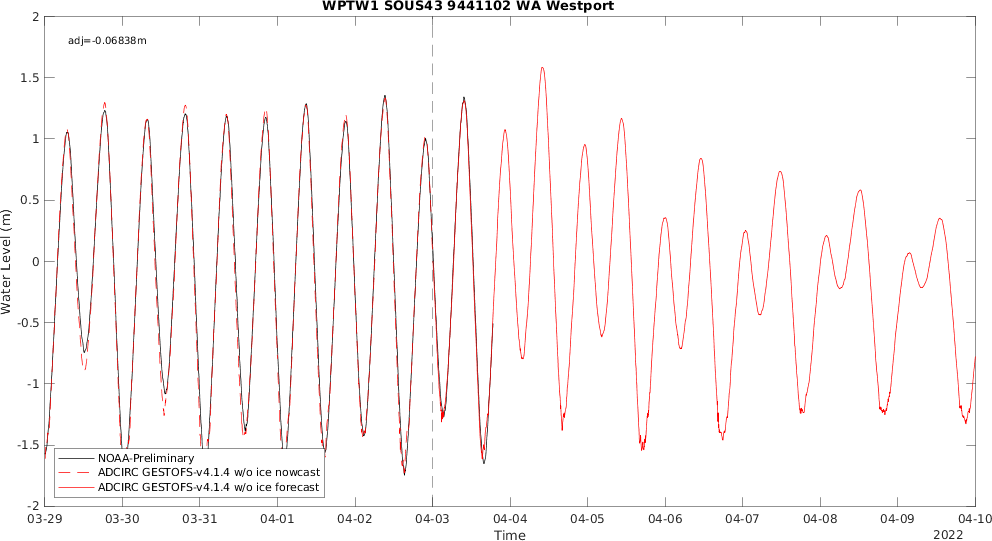 WPTW1 SOUS43 9441102 WA Westport
adj=-0.06838m
2
1.5
1
0.5
0
-0.5
-1
-1.5
-2
Water Level (m)
NOAA-Preliminary
ADCIRC GESTOFS-v4.1.4 w/o ice nowcast
ADCIRC GESTOFS-v4.1.4 w/o ice forecast
03-29 03-30 03-31 04-01 04-02 04-03 04-04 04-05 04-06 04-07 04-08 04-09 04-10
Time
2022